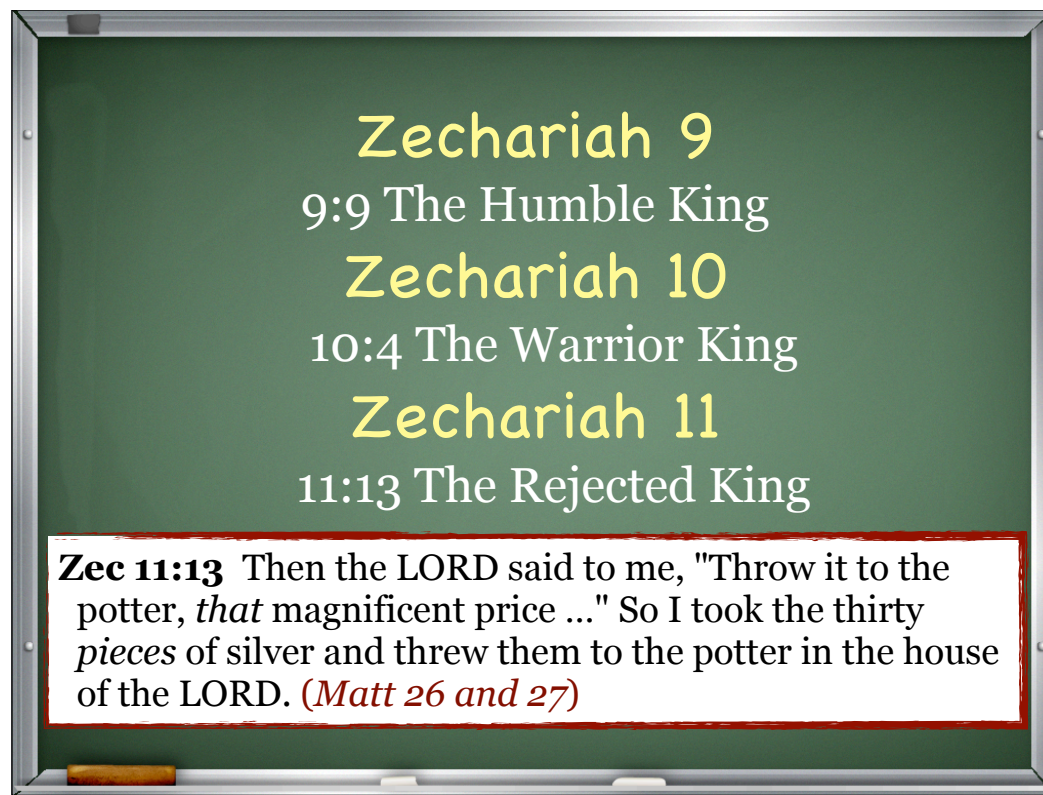 Zechariah 9
9:9 The Humble King
Zechariah 10
10:4 The Warrior King
Zechariah 11
11:13 The Rejected King
Zec 11:13 Then the LORD said to me, "Throw it to the
potter, that magnificent price ..." So I took the thirty
pieces of silver and threw them to the potter in the house
of the LORD. (Matt 26 and 27)